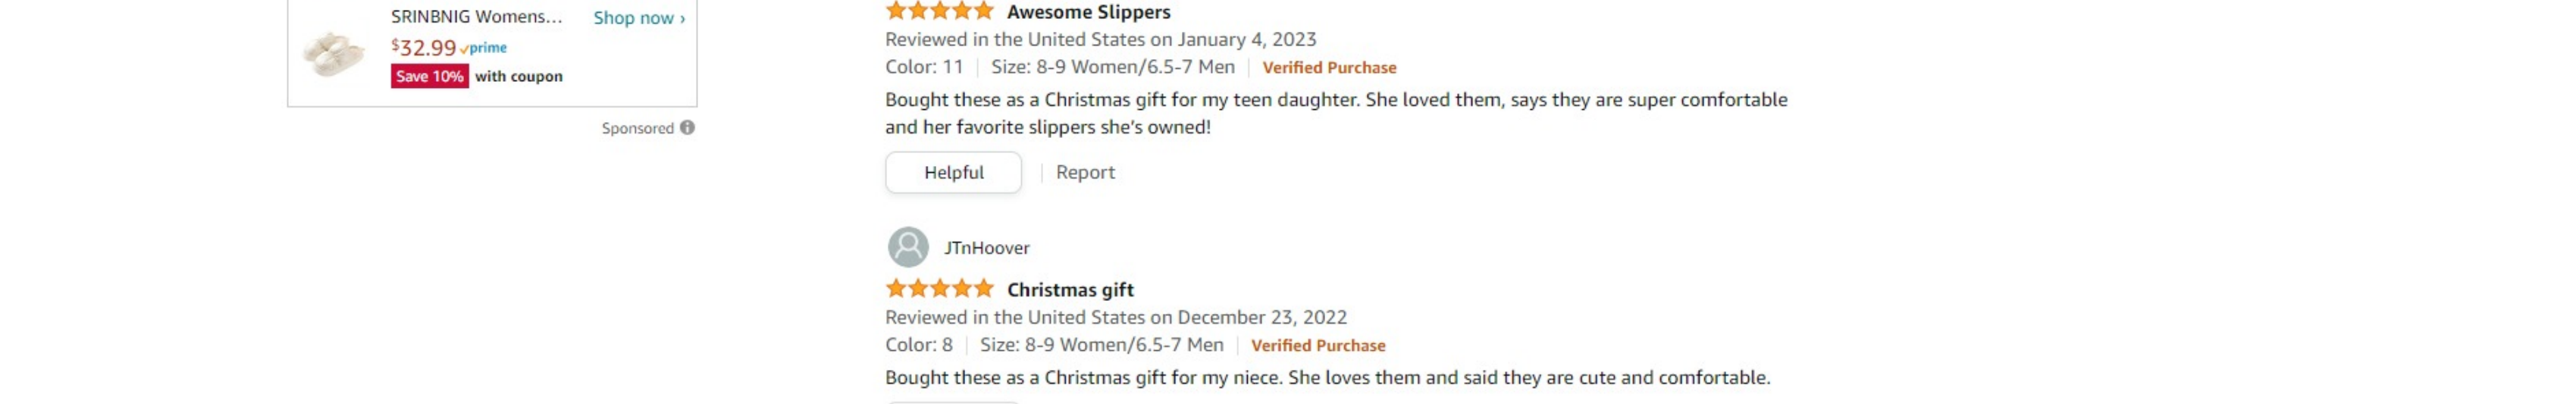 SRINBNIG Womens...
Shop now ›
$32.99 prime
Save 10% with coupon
Sponsored
Awesome Slippers
Reviewed in the United States on January 4, 2023
Color: 11 | Size: 8-9 Women/6.5-7 Men | Verified Purchase
Bought these as a Christmas gift for my teen daughter. She loved them, says they are super comfortable
and her favorite slippers she's owned!
Helpful | Report
JTnHoover
Christmas gift
Reviewed in the United States on December 23, 2022
Color: 8 | Size: 8-9 Women/6.5-7 Men | Verified Purchase
Bought these as a Christmas gift for my niece. She loves them and said they are cute and comfortable.